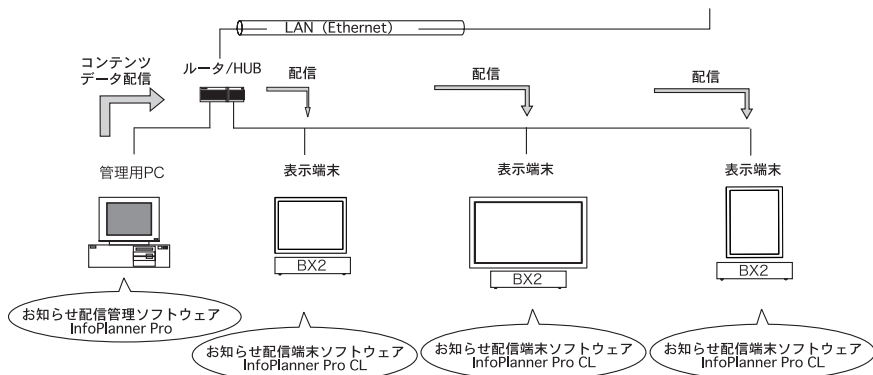 LAN（Ethernet）
コンテンツ
データ配信
ルータ/HUB
配信
配信
配信
管理用PC
表示端末
表示端末
表示端末
BX2
BX2
BX2
お知らせ配信管理ソフトウェア
InfoPlanner Pro
お知らせ配信端末ソフトウェア
InfoPlanner Pro CL
お知らせ配信端末ソフトウェア
InfoPlanner Pro CL
お知らせ配信端末ソフトウェア
InfoPlanner Pro CL